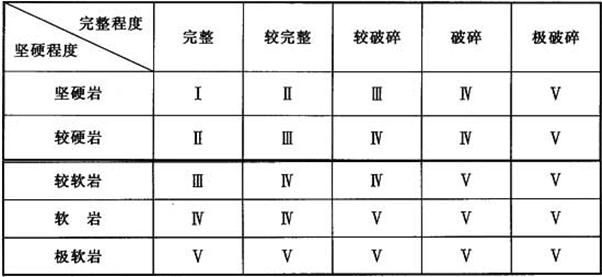 完整程度
坚硬程度
完整 较完整 较破碎 破碎 极破碎
坚硬岩 Ⅰ Ⅱ Ⅲ Ⅳ Ⅴ
较硬岩 Ⅱ Ⅲ Ⅳ Ⅳ Ⅴ
较软岩 Ⅲ Ⅳ Ⅳ Ⅴ Ⅴ
软 岩 Ⅳ Ⅳ Ⅴ Ⅴ Ⅴ
极软岩 Ⅴ Ⅴ Ⅴ Ⅴ Ⅴ